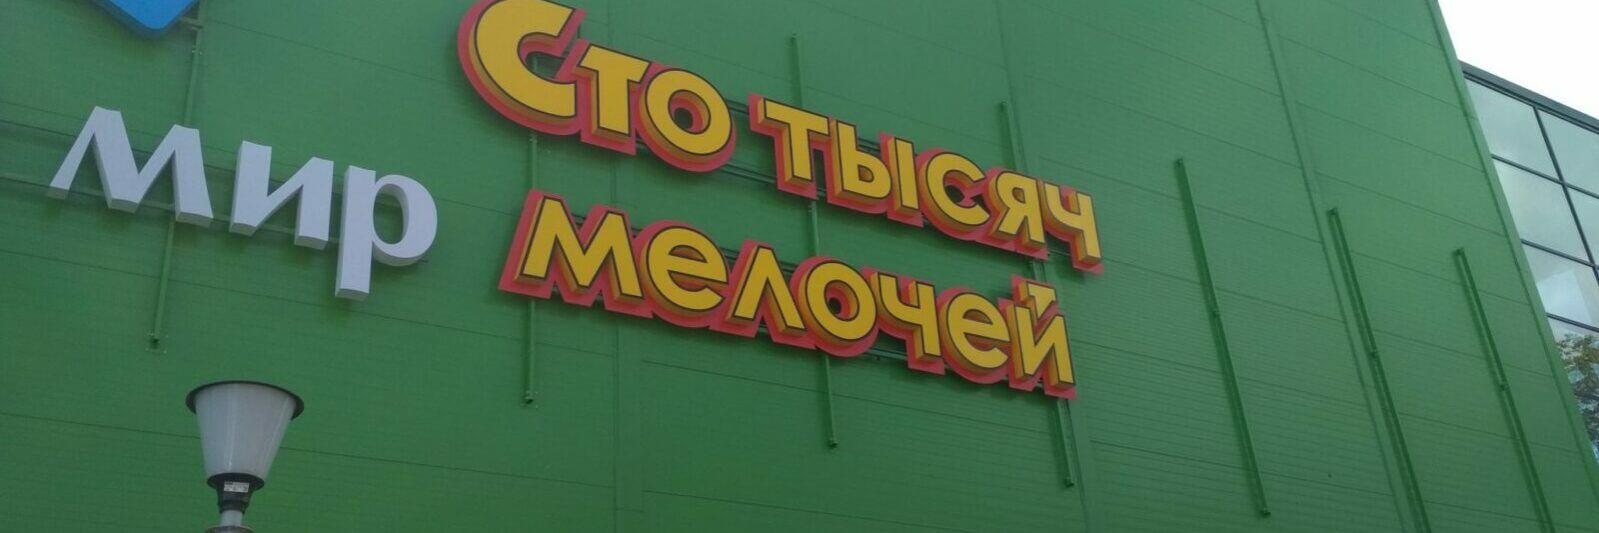 мир
Сто тысяч
мелочей